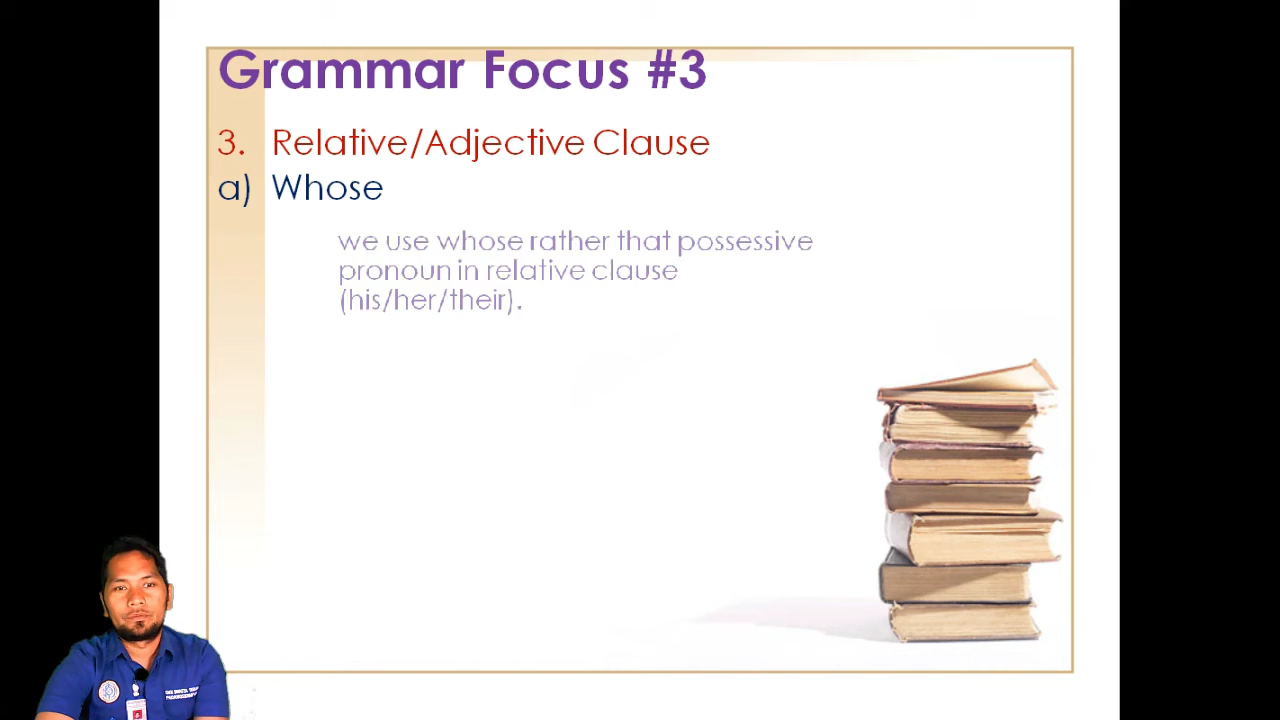 Grammar Focus #3
3. Relative/Adjective Clause
a) Whose
we use whose rather that possessive
pronoun in relative clause
(his/her/their).